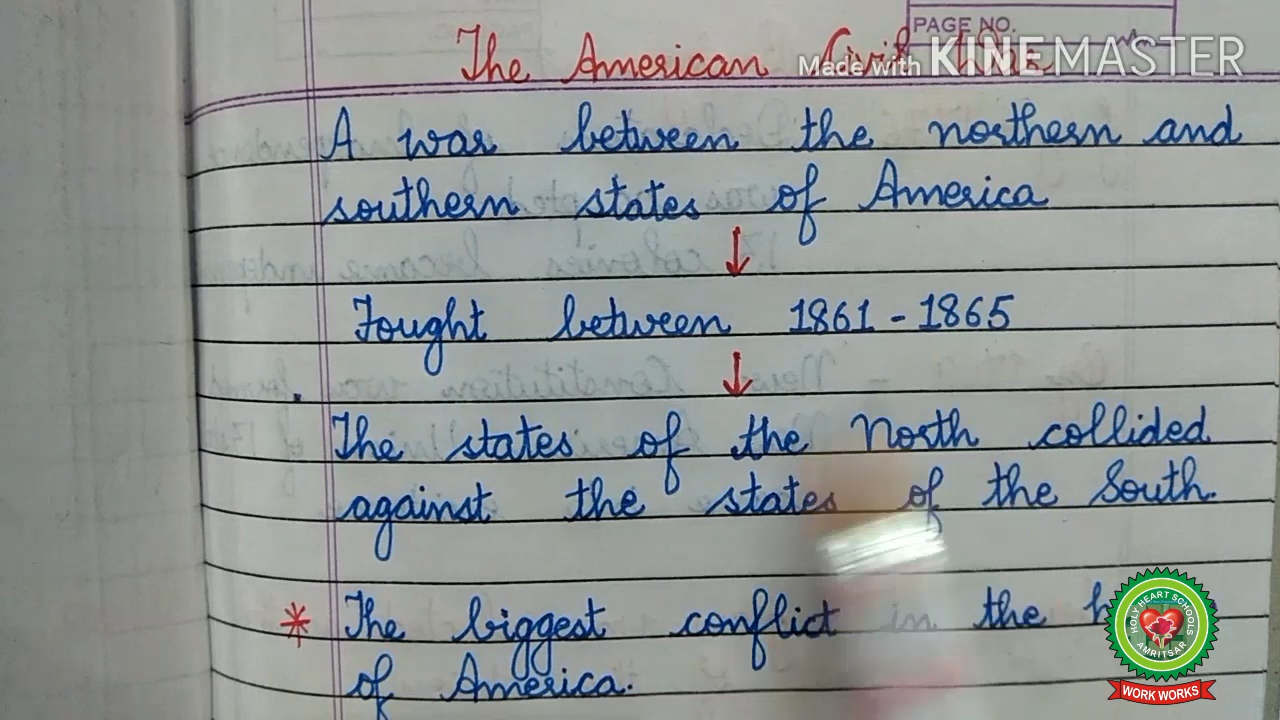 PAGE NO.
The American Civil War
Made with KINEMASTER
A war between the northern and
southern states of America
↓
Fought between 1861 - 1865
↓
The states of the North collided
against the states of the South.
* The biggest conflict in the
of America.
HOLY HEART SCHOOLS
AMRITSAR
WORK WORKS